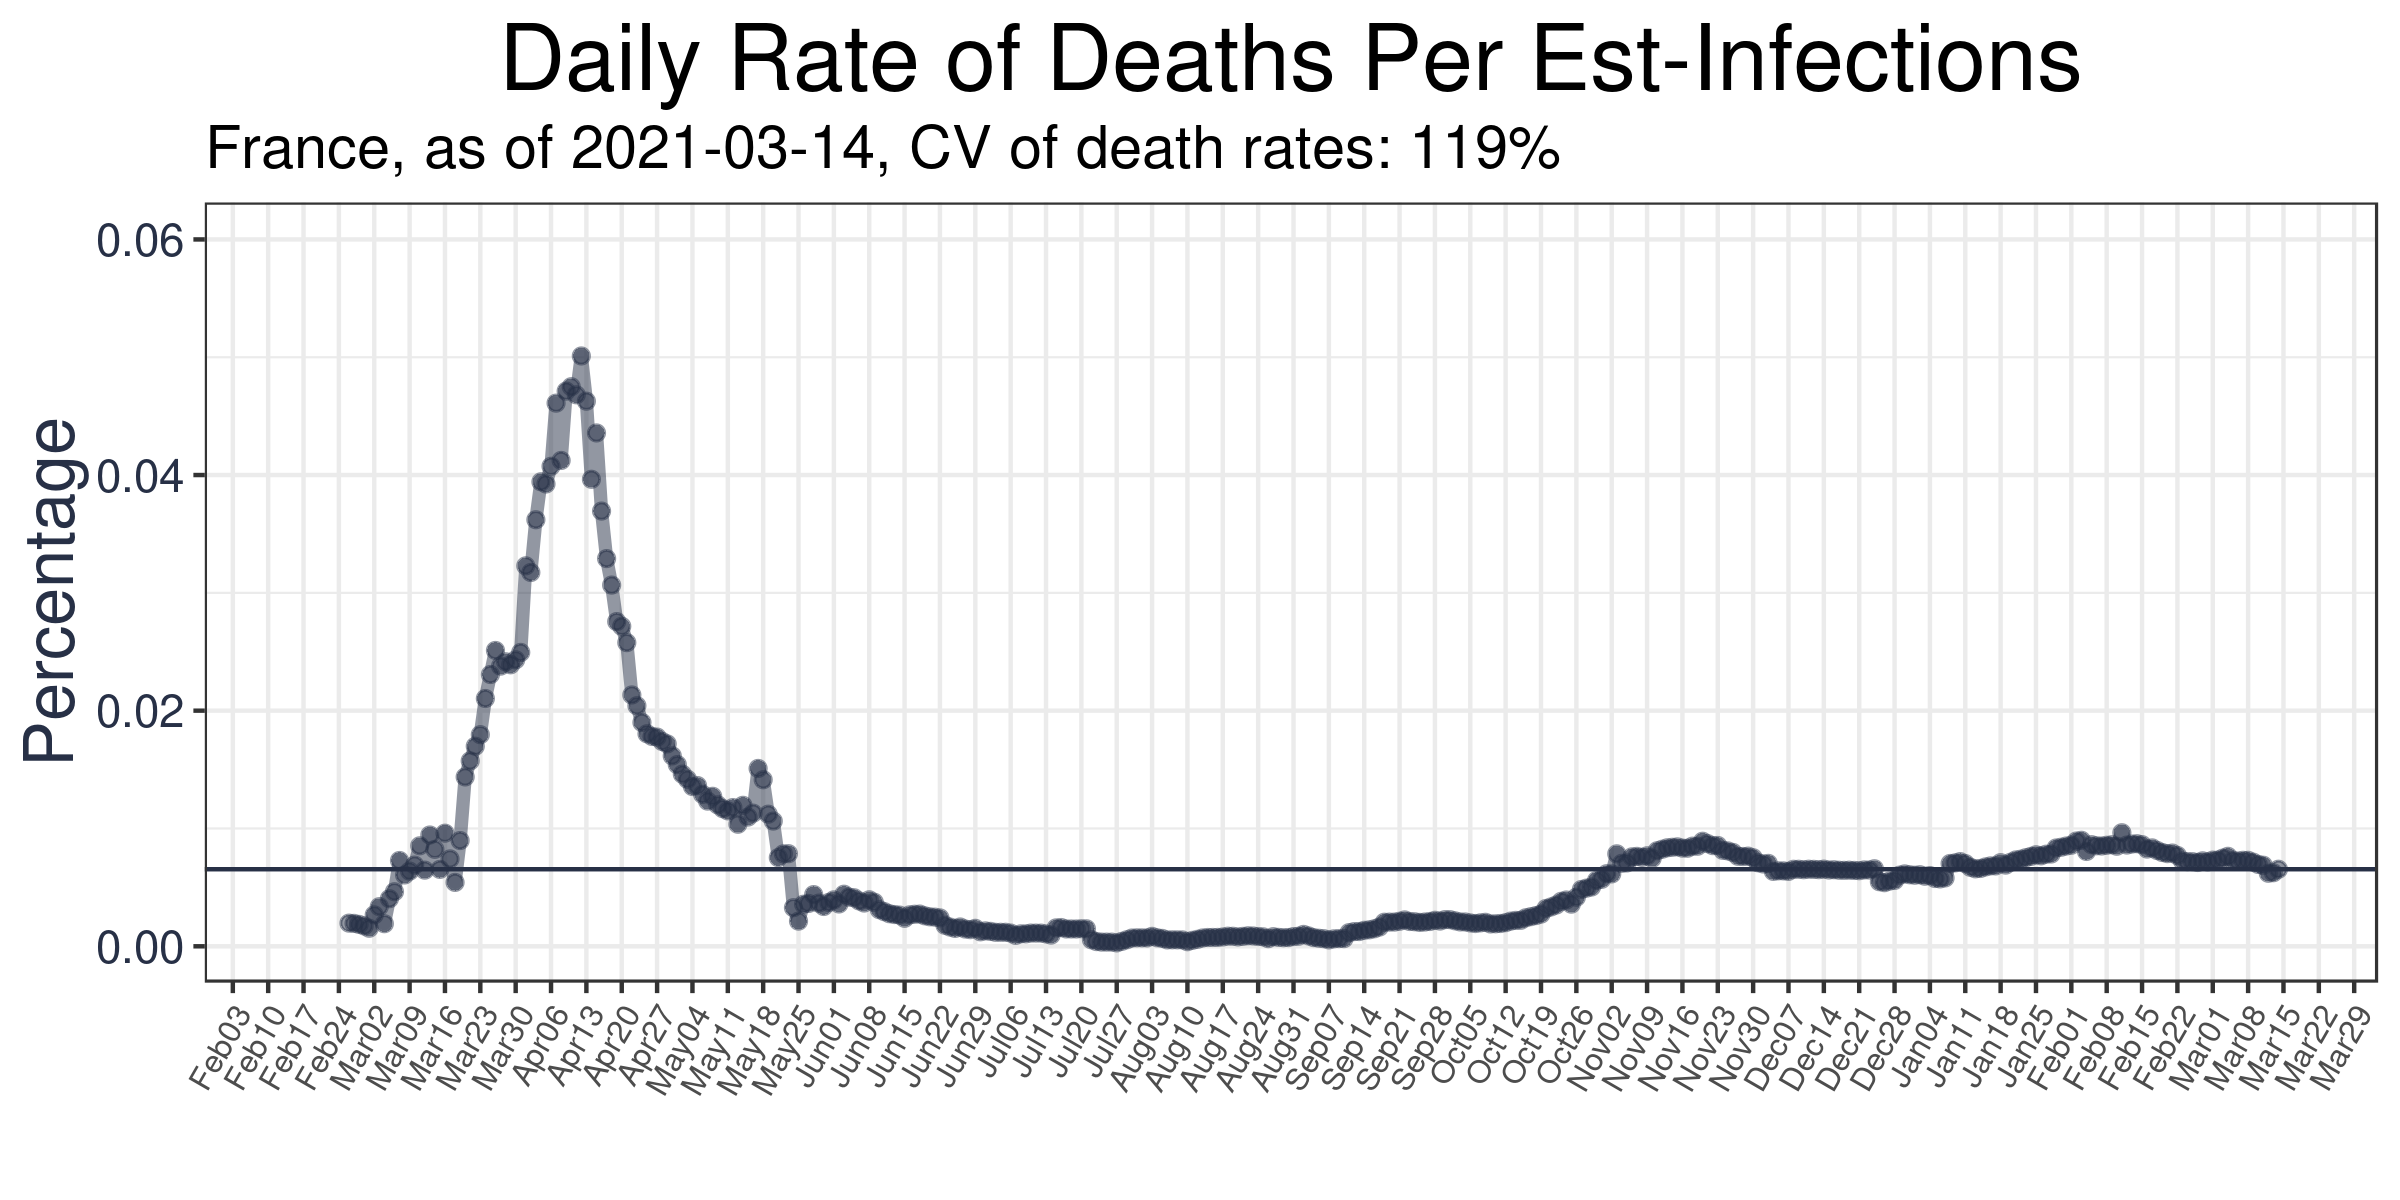 Daily Rate of Deaths Per Est-Infections
France, as of 2021-03-14, CV of death rates: 119%
Percentage
0.06
0.04
0.02
0.00
Feb03 Feb10 Feb17 Feb24 Mar02 Mar09 Mar16 Mar23 Mar30 Apr06 Apr13 Apr20 Apr27 May04 May11 May18 May25 Jun01 Jun08 Jun15 Jun22 Jun29 Jul06 Jul13 Jul20 Jul27 Aug03 Aug10 Aug17 Aug24 Aug31 Sep07 Sep14 Sep21 Sep28 Oct05 Oct12 Oct19 Oct26 Nov02 Nov09 Nov16 Nov23 Nov30 Dec07 Dec14 Dec21 Dec28 Jan04 Jan11 Jan18 Jan25 Feb01 Feb08 Feb15 Feb22 Mar01 Mar08 Mar15 Mar22 Mar29